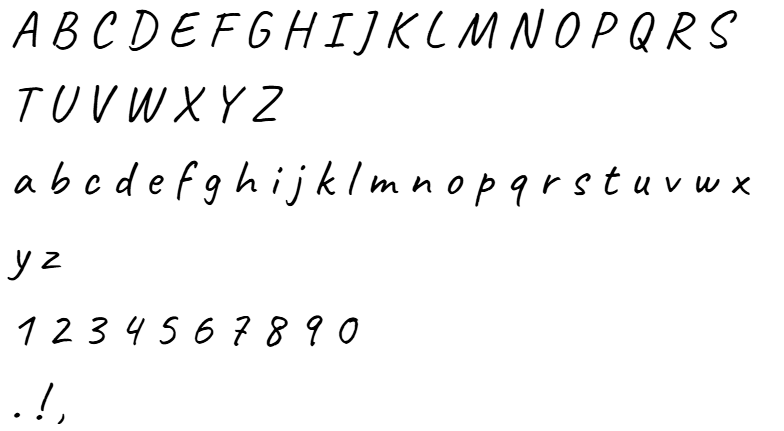 A B C D E F G H I J K L M N O P Q R S
T U V W X Y Z
a b c d e f g h i j k l m n o p q r s t u v w x
y z
1 2 3 4 5 6 7 8 9 0
. ! ,